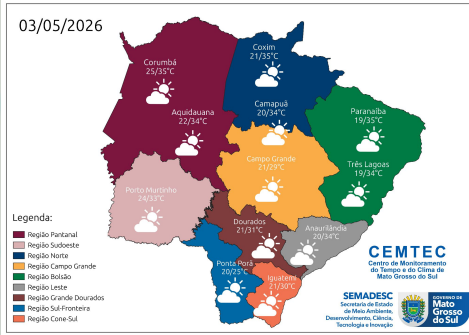 03/05/2026
Corumbá
25/35°C
Coxim
21/35°C
Aquidauana
22/34°C
Camapuã
20/34°C
Paranaíba
19/35°C
Campo Grande
21/29°C
Três Lagoas
19/34°C
Porto Murtinho
24/33°C
Dourados
21/31°C
Anaurilândia
20/34°C
Ponta Porã
20/25°C
Iguatemi
21/30°C
Legenda:
Região Pantanal
Região Sudoeste
Região Norte
Região Campo Grande
Região Bolsão
Região Leste
Região Grande Dourados
Região Sul-Fronteira
Região Cone-Sul
CEMTEC
Centro de Monitoramento
do Tempo e do Clima de
Mato Grosso do Sul
SEMADESC
Secretaria de Estado
de Meio Ambiente,
Desenvolvimento, Ciência,
Tecnologia e Inovação
GOVERNO DE
Mato
Grosso
do Sul